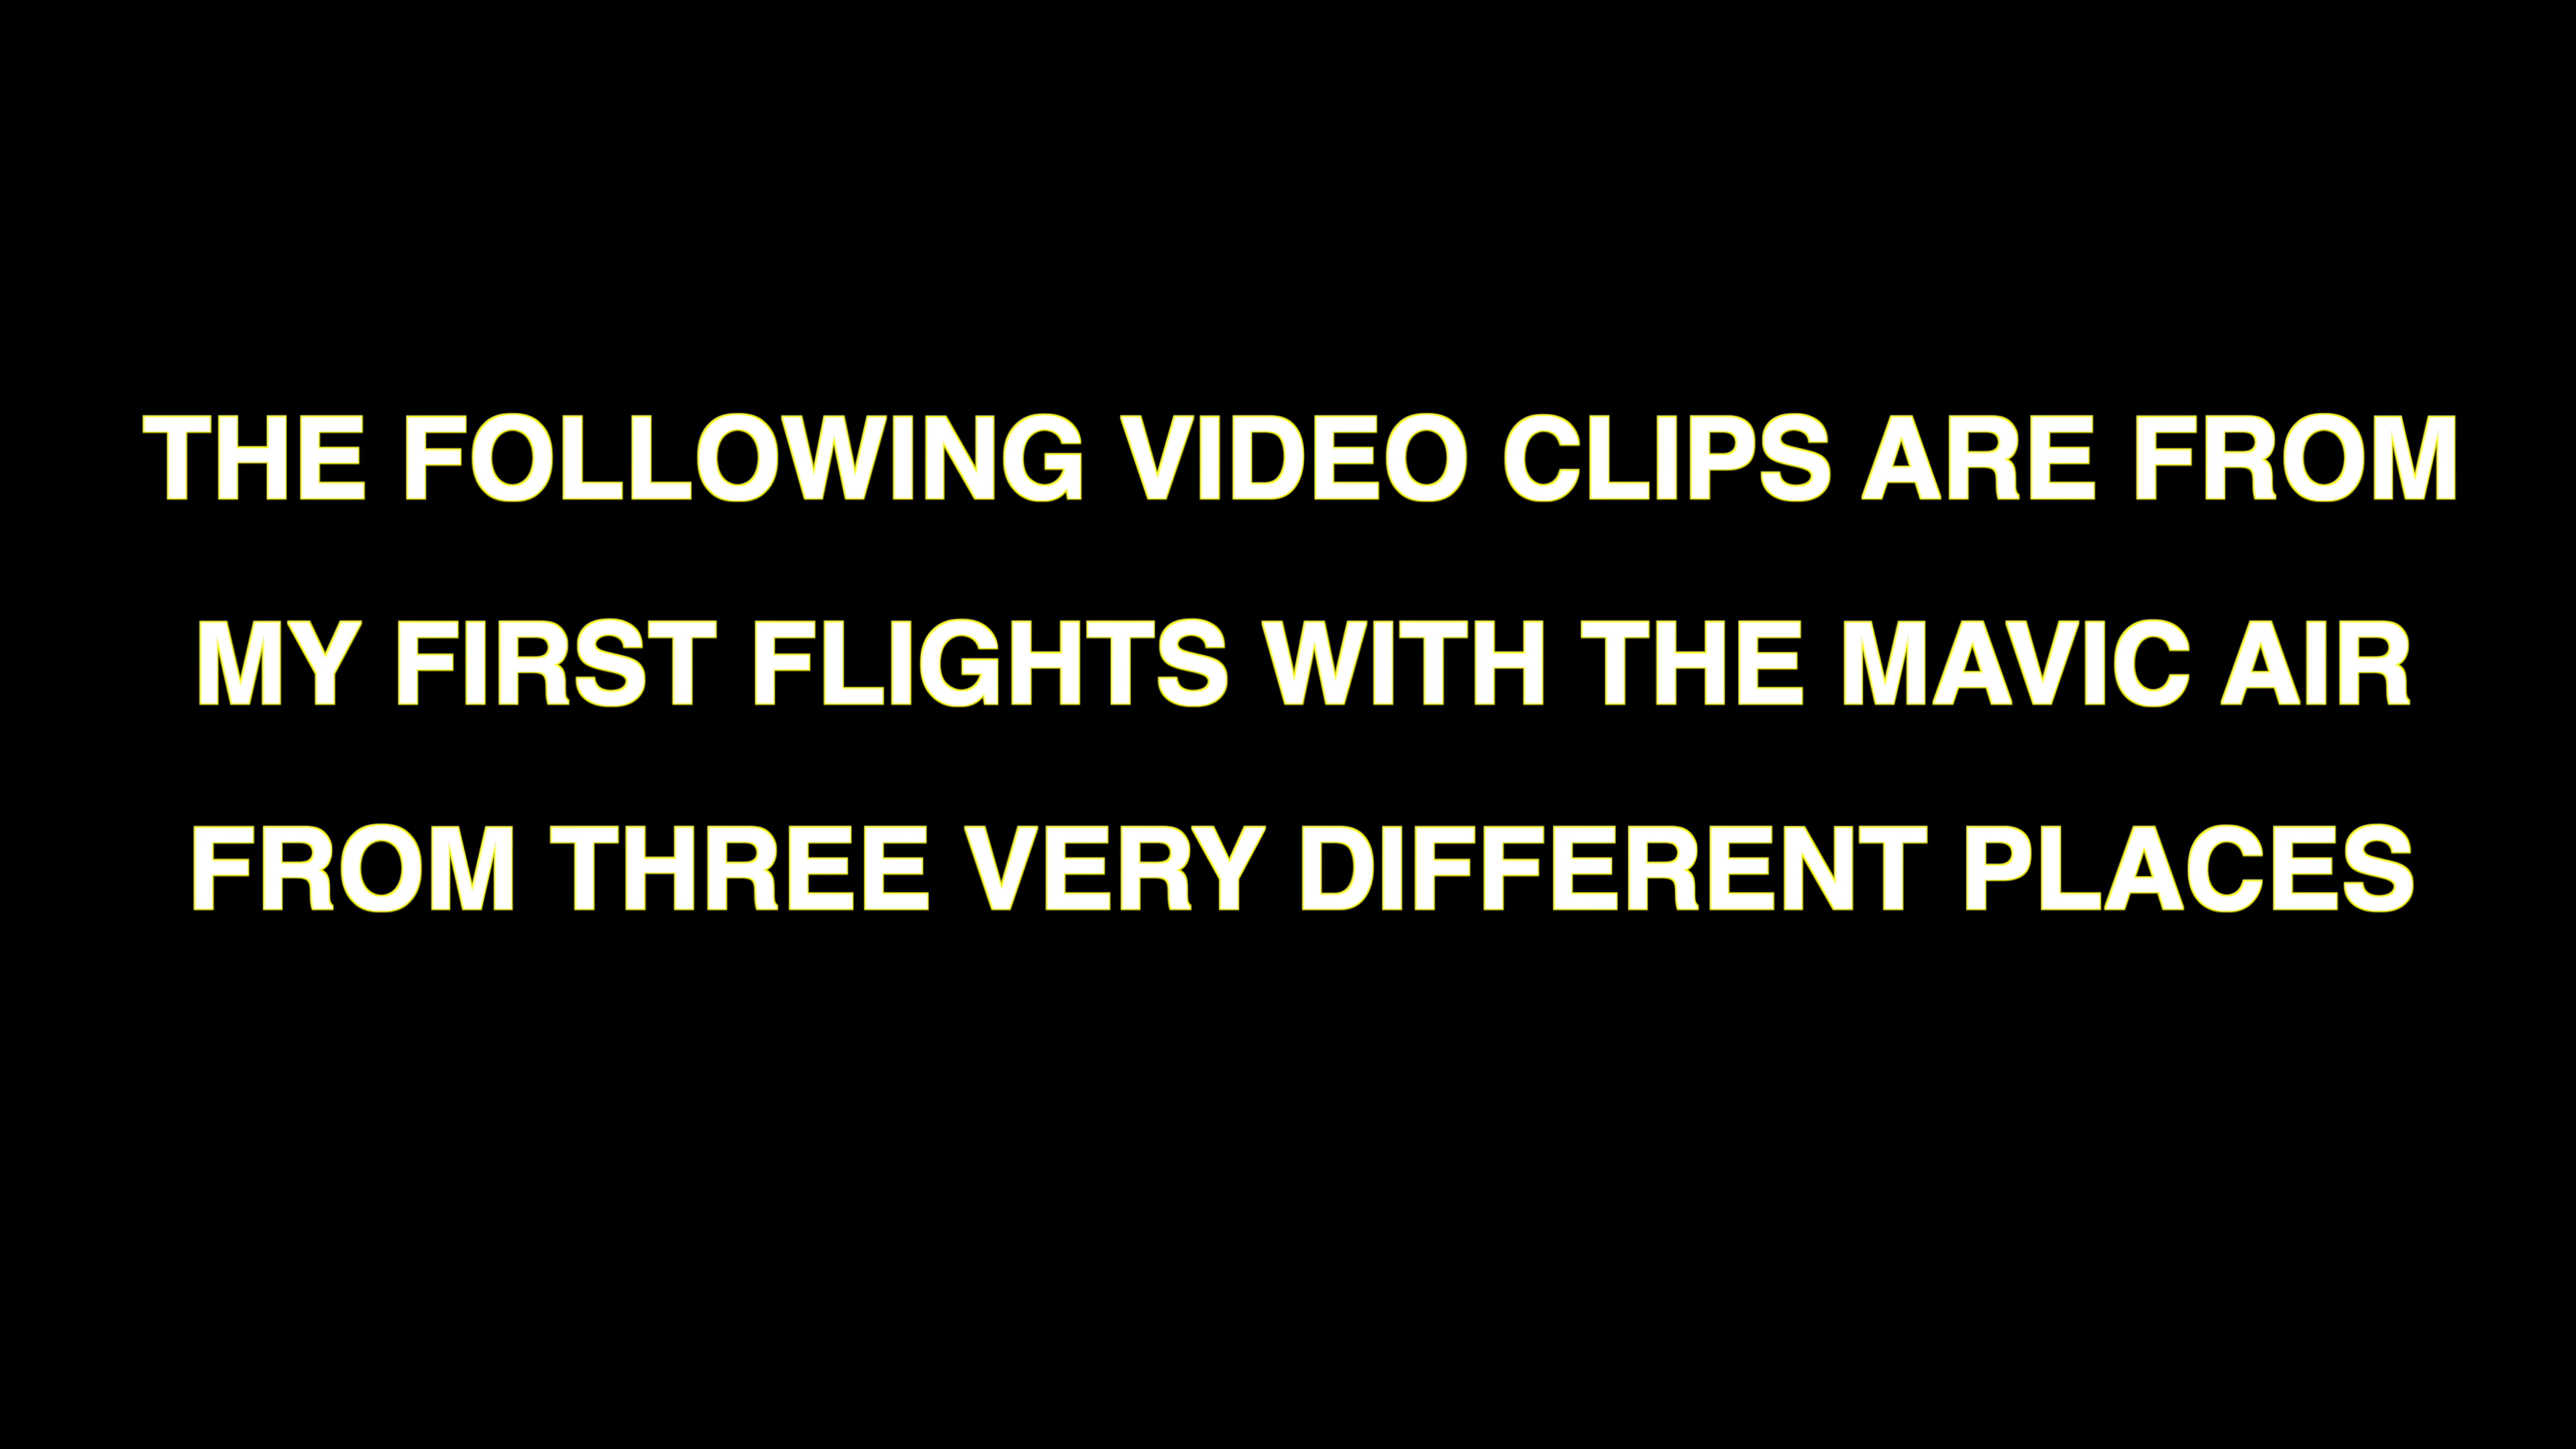 THE FOLLOWING VIDEO CLIPS ARE FROM
MY FIRST FLIGHTS WITH THE MAVIC AIR
FROM THREE VERY DIFFERENT PLACES